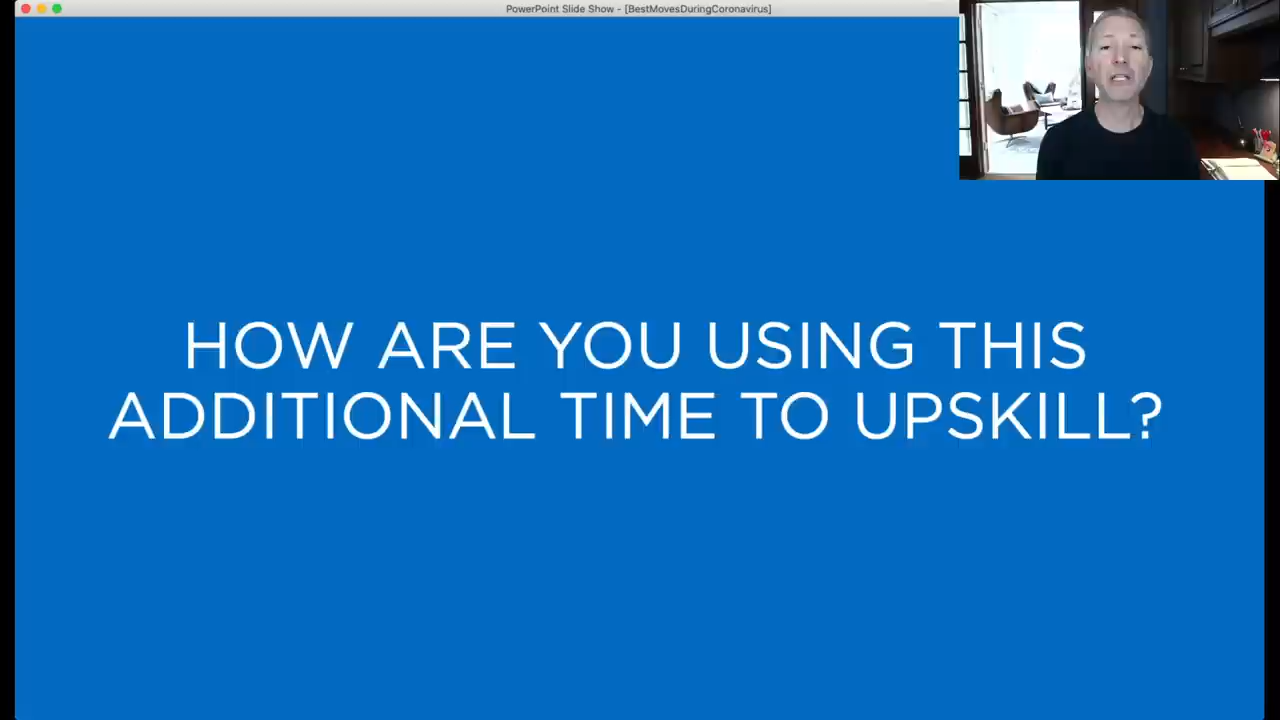 PowerPoint Slide Show - [BestMovesDuringCoronavirus]
HOW ARE YOU USING THIS
ADDITIONAL TIME TO UPSKILL?